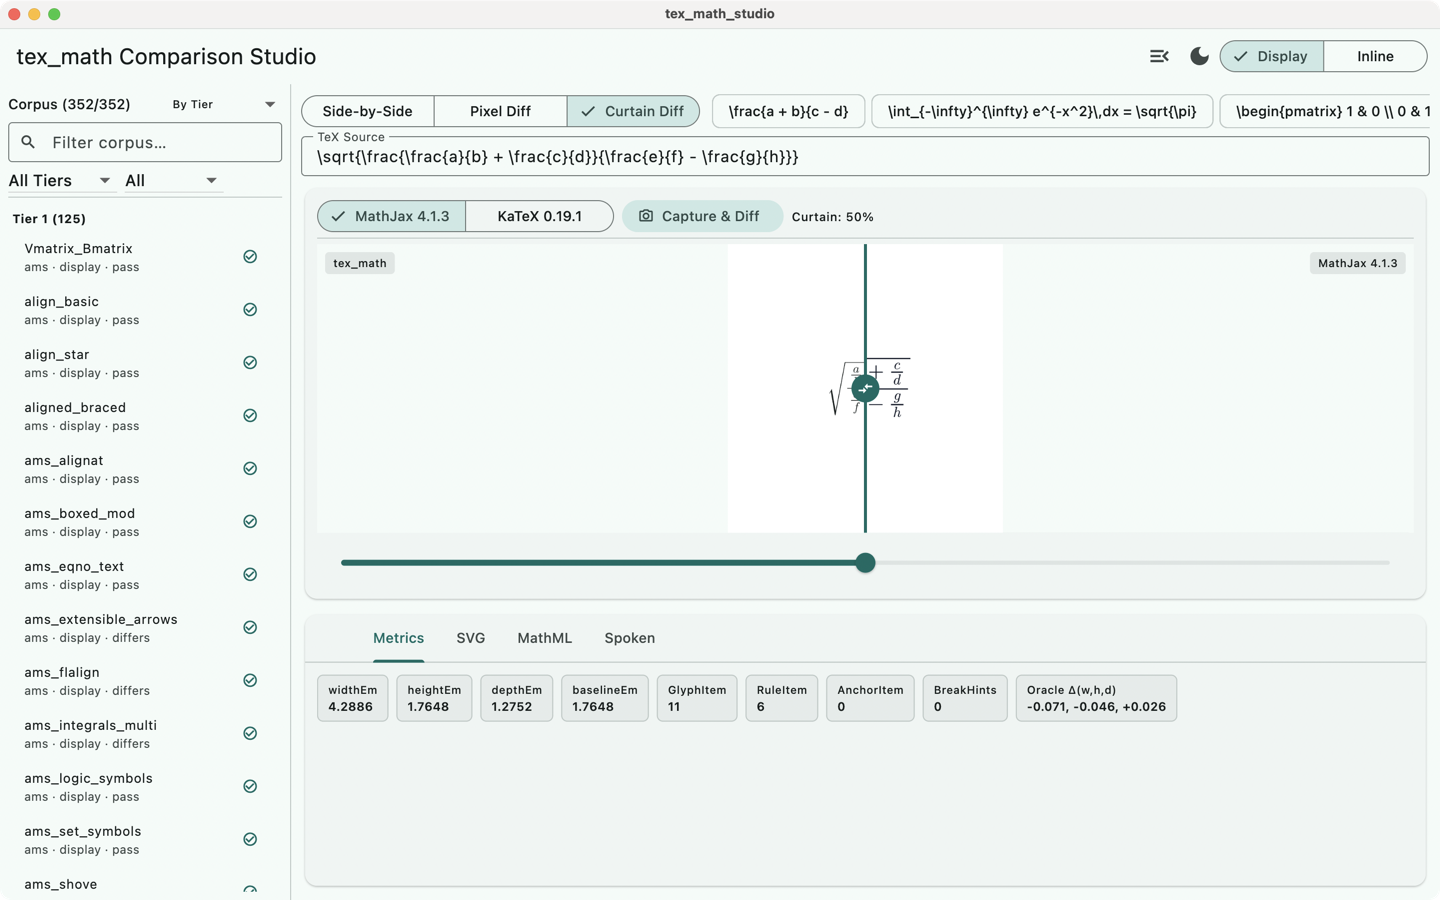 tex_math_studio
tex_math Comparison Studio
Display
Inline
Corpus (352/352)
By Tier
Filter corpus...
All Tiers
All
Tier 1 (125)
Vmatrix_Bmatrix
ams · display · pass
align_basic
ams · display · pass
align_star
ams · display · pass
aligned_braced
ams · display · pass
ams_alignat
ams · display · pass
ams_boxed_mod
ams · display · pass
ams_eqno_text
ams · display · pass
ams_extensible_arrows
ams · display · differs
ams_flalign
ams · display · differs
ams_integrals_multi
ams · display · differs
ams_logic_symbols
ams · display · pass
ams_set_symbols
ams · display · pass
ams_shove
Side-by-Side
Pixel Diff
Curtain Diff
\frac{a + b}{c - d}
\int_{-\infty}^{\infty} e^{-x^2}\,dx = \sqrt{\pi}
\begin{pmatrix} 1 & 0 \\ 0 & 1
TeX Source
\sqrt{\frac{\frac{a}{b} + \frac{c}{d}}{\frac{e}{f} - \frac{g}{h}}}
MathJax 4.1.3
KaTeX 0.19.1
Capture & Diff
Curtain: 50%
tex_math
MathJax 4.1.3
a + c
d
f − g
h
Metrics
SVG
MathML
Spoken
widthEm
4.2886
heightEm
1.7648
depthEm
1.2752
baselineEm
1.7648
GlyphItem
11
RuleItem
6
AnchorItem
0
BreakHints
0
Oracle Δ(w,h,d)
-0.071, -0.046, +0.026